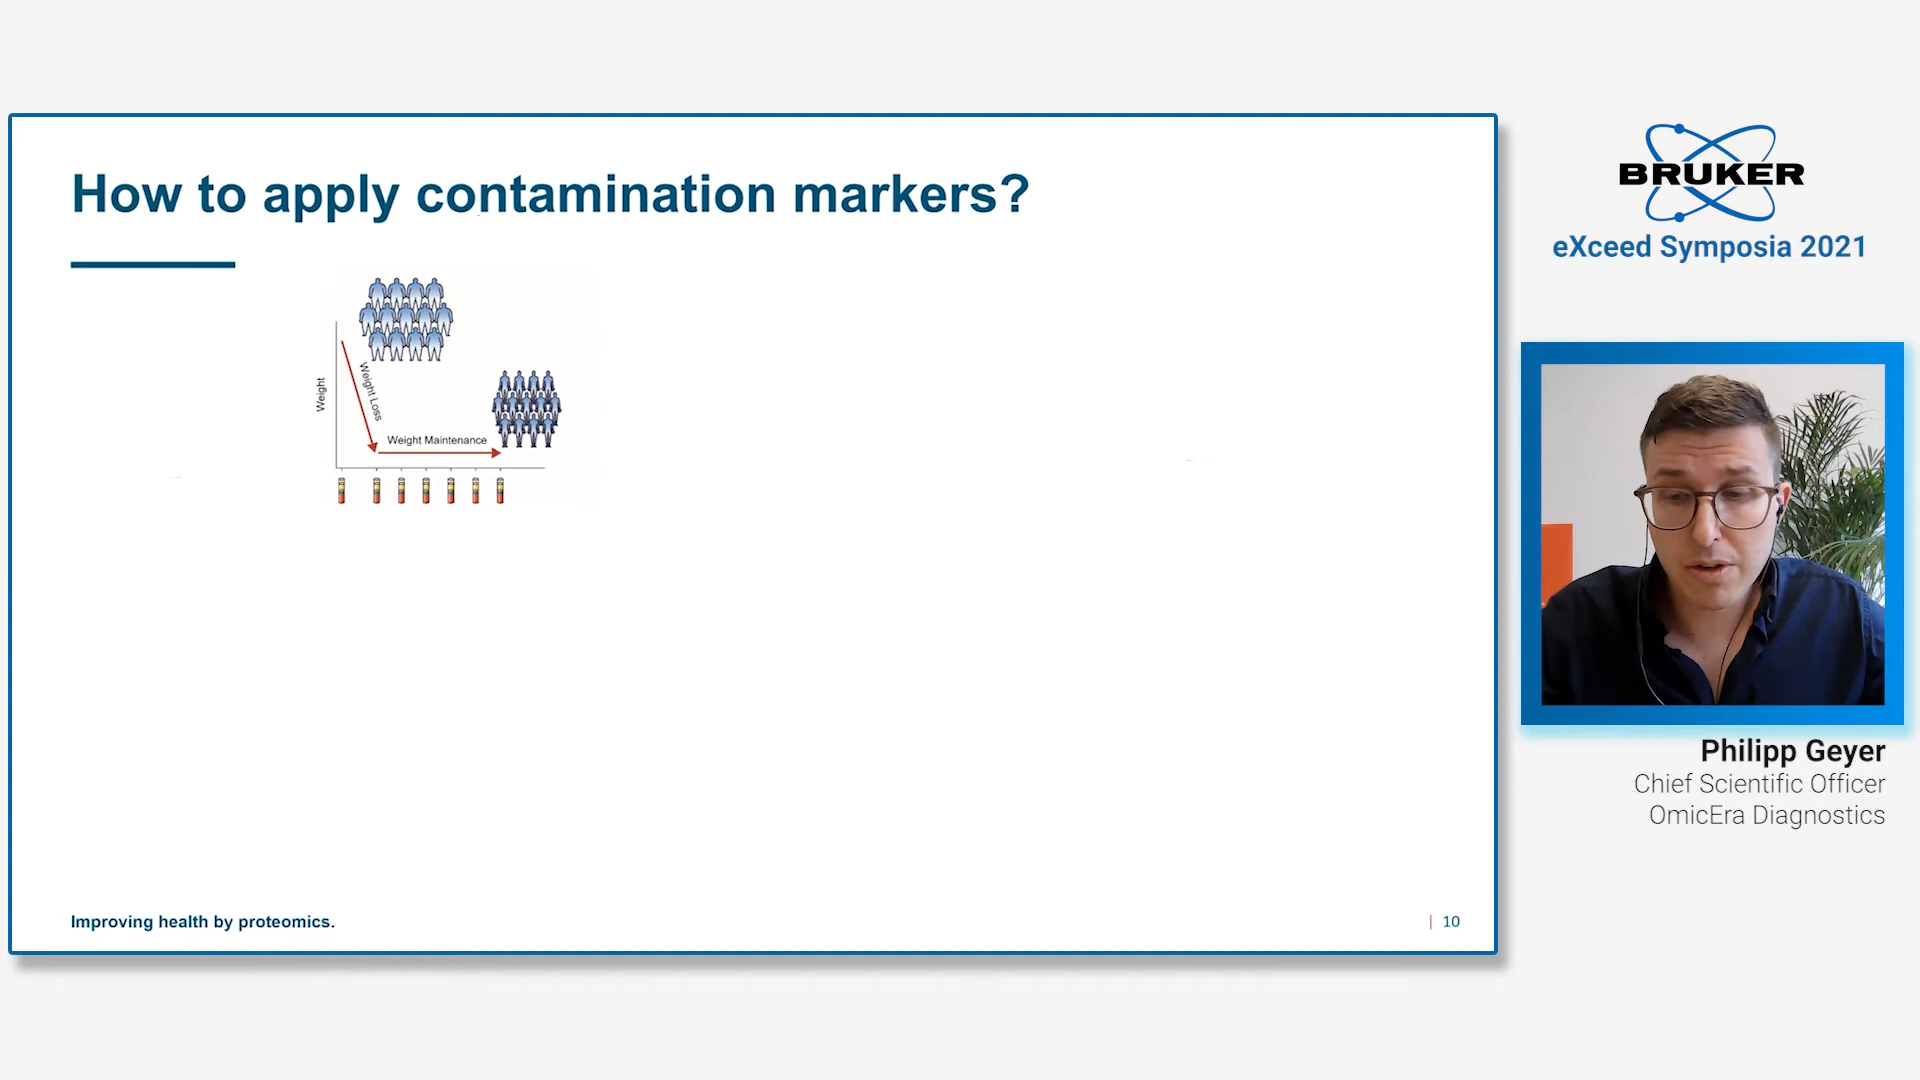 How to apply contamination markers?
Weight
Weight Loss
Weight Maintenance
Improving health by proteomics.
| 10
BRUKER
eXceed Symposia 2021
Philipp Geyer
Chief Scientific Officer
OmicEra Diagnostics